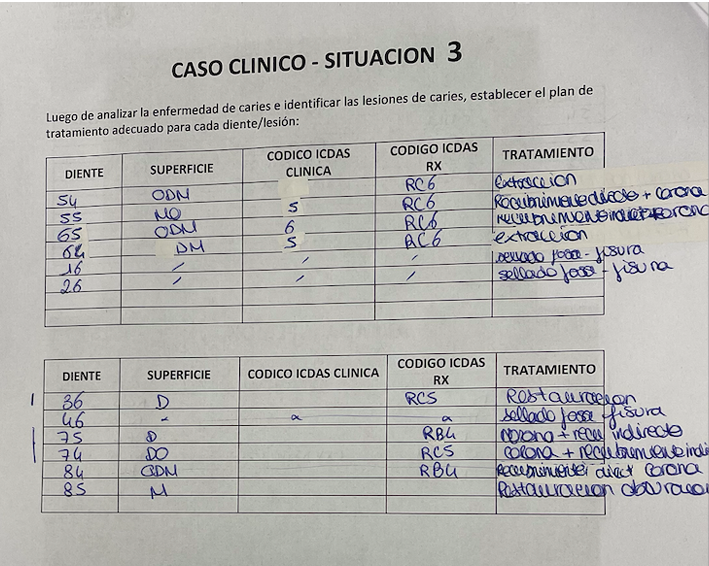 CASO CLINICO - SITUACION 3
Luego de analizar la enfermedad de caries e identificar las lesiones de caries, establecer el plan de
tratamiento adecuado para cada diente/lesión:
DIENTE SUPERFICIE CODICO ICDAS CLINICA CODIGO ICDAS RX TRATAMIENTO
54 ODM RC6 Extraccion
55 MO 5 RC6 Recubrimiento directo + corona
65 ODM 6 RC6 recubrimiento indirecto corona
64 DM 5 RC6 extraccion
16 / / / sellado fosa - fisura
26 / / / sellado fosa - fisura
DIENTE SUPERFICIE CODICO ICDAS CLINICA CODIGO ICDAS RX TRATAMIENTO
36 D RC5 Restauracion
46 - a a sellado fosa fisura
75 D RB4 corona + recu indirecto
74 DO RC5 corona + recubrimiento indi
84 ODM RB4 Recubrimiento direct corona
85 M Restauracion obturacion